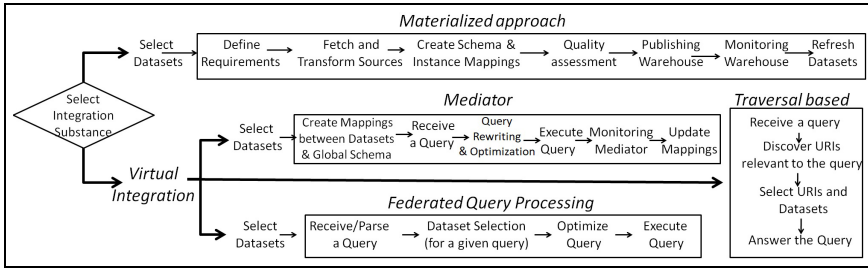 Materialized approach
Select
Datasets
Define
Requirements
Fetch and
Transform Sources
Create Schema &
Instance Mappings
Quality
assessment
Publishing
Warehouse
Monitoring
Warehouse
Refresh
Datasets
Select
Integration
Substance
Virtual
Integration
Mediator
Select
Datasets
Create Mappings
between Datasets
& Global Schema
Receive
a Query
Query
Rewriting
& Optimization
Execute
Query
Monitoring
Mediator
Update
Mappings
Traversal based
Receive a query
Discover URIs
relevant to the query
Select URIs and
Datasets
Answer the Query
Federated Query Processing
Select
Datasets
Receive/Parse
a Query
Dataset Selection
(for a given query)
Optimize
Query
Execute
Query